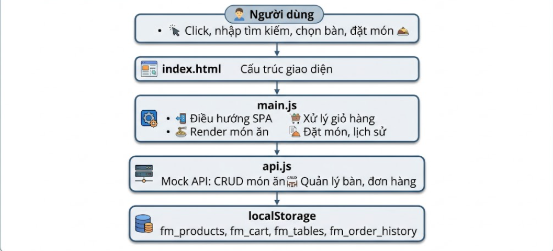 Người dùng
• Click, nhập tìm kiếm, chọn bàn, đặt món
index.html Cấu trúc giao diện
main.js
• Điều hướng SPA Xử lý giỏ hàng
• Render món ăn Đặt món, lịch sử
api.js
Mock API: CRUD món ăn Quản lý bàn, đơn hàng
localStorage
fm_products, fm_cart, fm_tables, fm_order_history